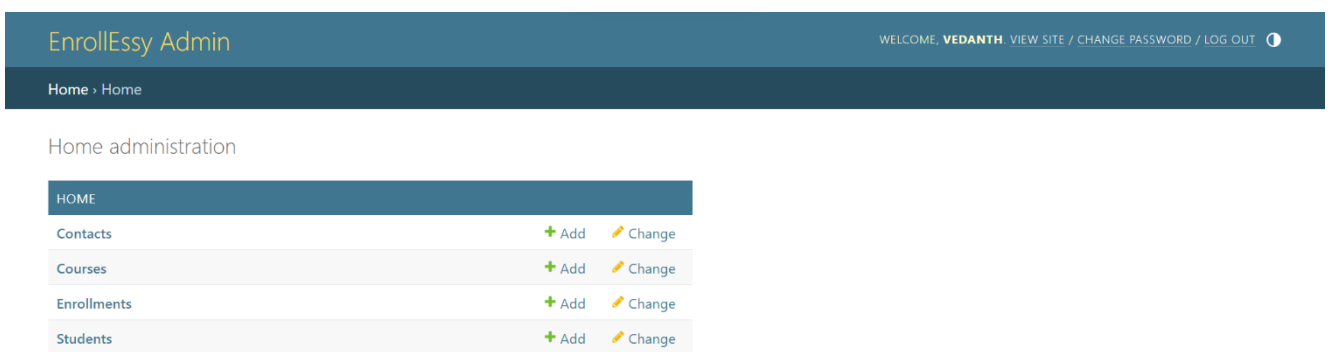 EnrollEssy Admin
WELCOME, VEDANTH. VIEW SITE / CHANGE PASSWORD / LOG OUT
Home › Home
Home administration
HOME
Contacts Add Change
Courses Add Change
Enrollments Add Change
Students Add Change